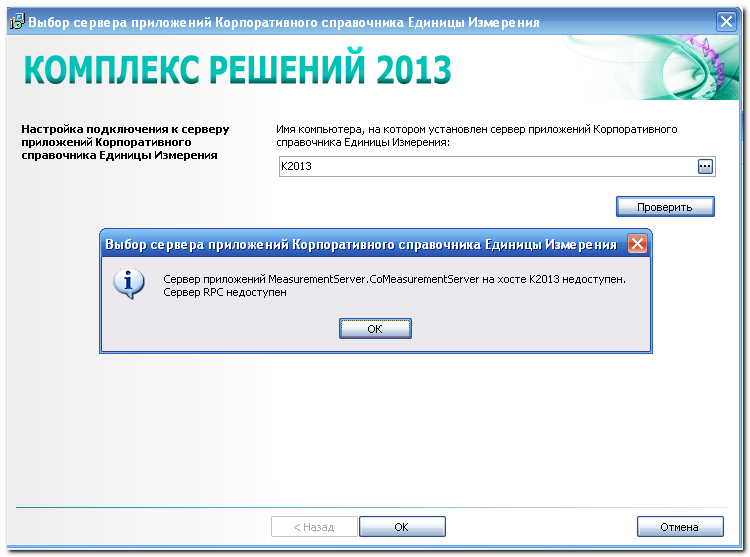 Выбор сервера приложений Корпоративного справочника Единицы Измерения
КОМПЛЕКС РЕШЕНИЙ 2013
Настройка подключения к серверу
приложений Корпоративного
справочника Единицы Измерения
Имя компьютера, на котором установлен сервер приложений Корпоративного
справочника Единицы Измерения:
K2013
...
Проверить
Выбор сервера приложений Корпоративного справочника Единицы Измерения
Сервер приложений MeasurementServer.CoMeasurementServer на хосте K2013 недоступен.
Сервер RPC недоступен
OK
< Назад
OK
Отмена